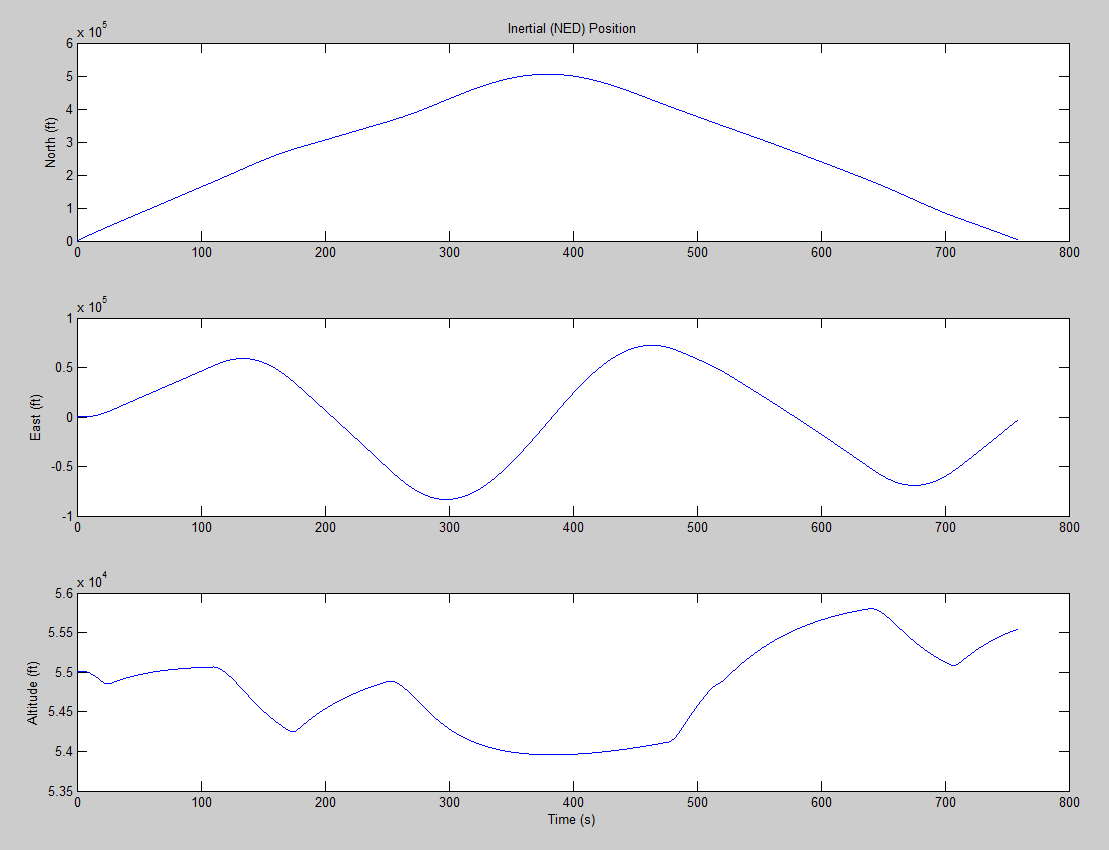 Inertial (NED) Position
x 10^5
6
5
4
3
2
1
0
North (ft)
0 100 200 300 400 500 600 700 800
x 10^5
1
0.5
0
-0.5
-1
East (ft)
0 100 200 300 400 500 600 700 800
x 10^4
5.6
5.55
5.5
5.45
5.4
5.35
Altitude (ft)
0 100 200 300 400 500 600 700 800
Time (s)